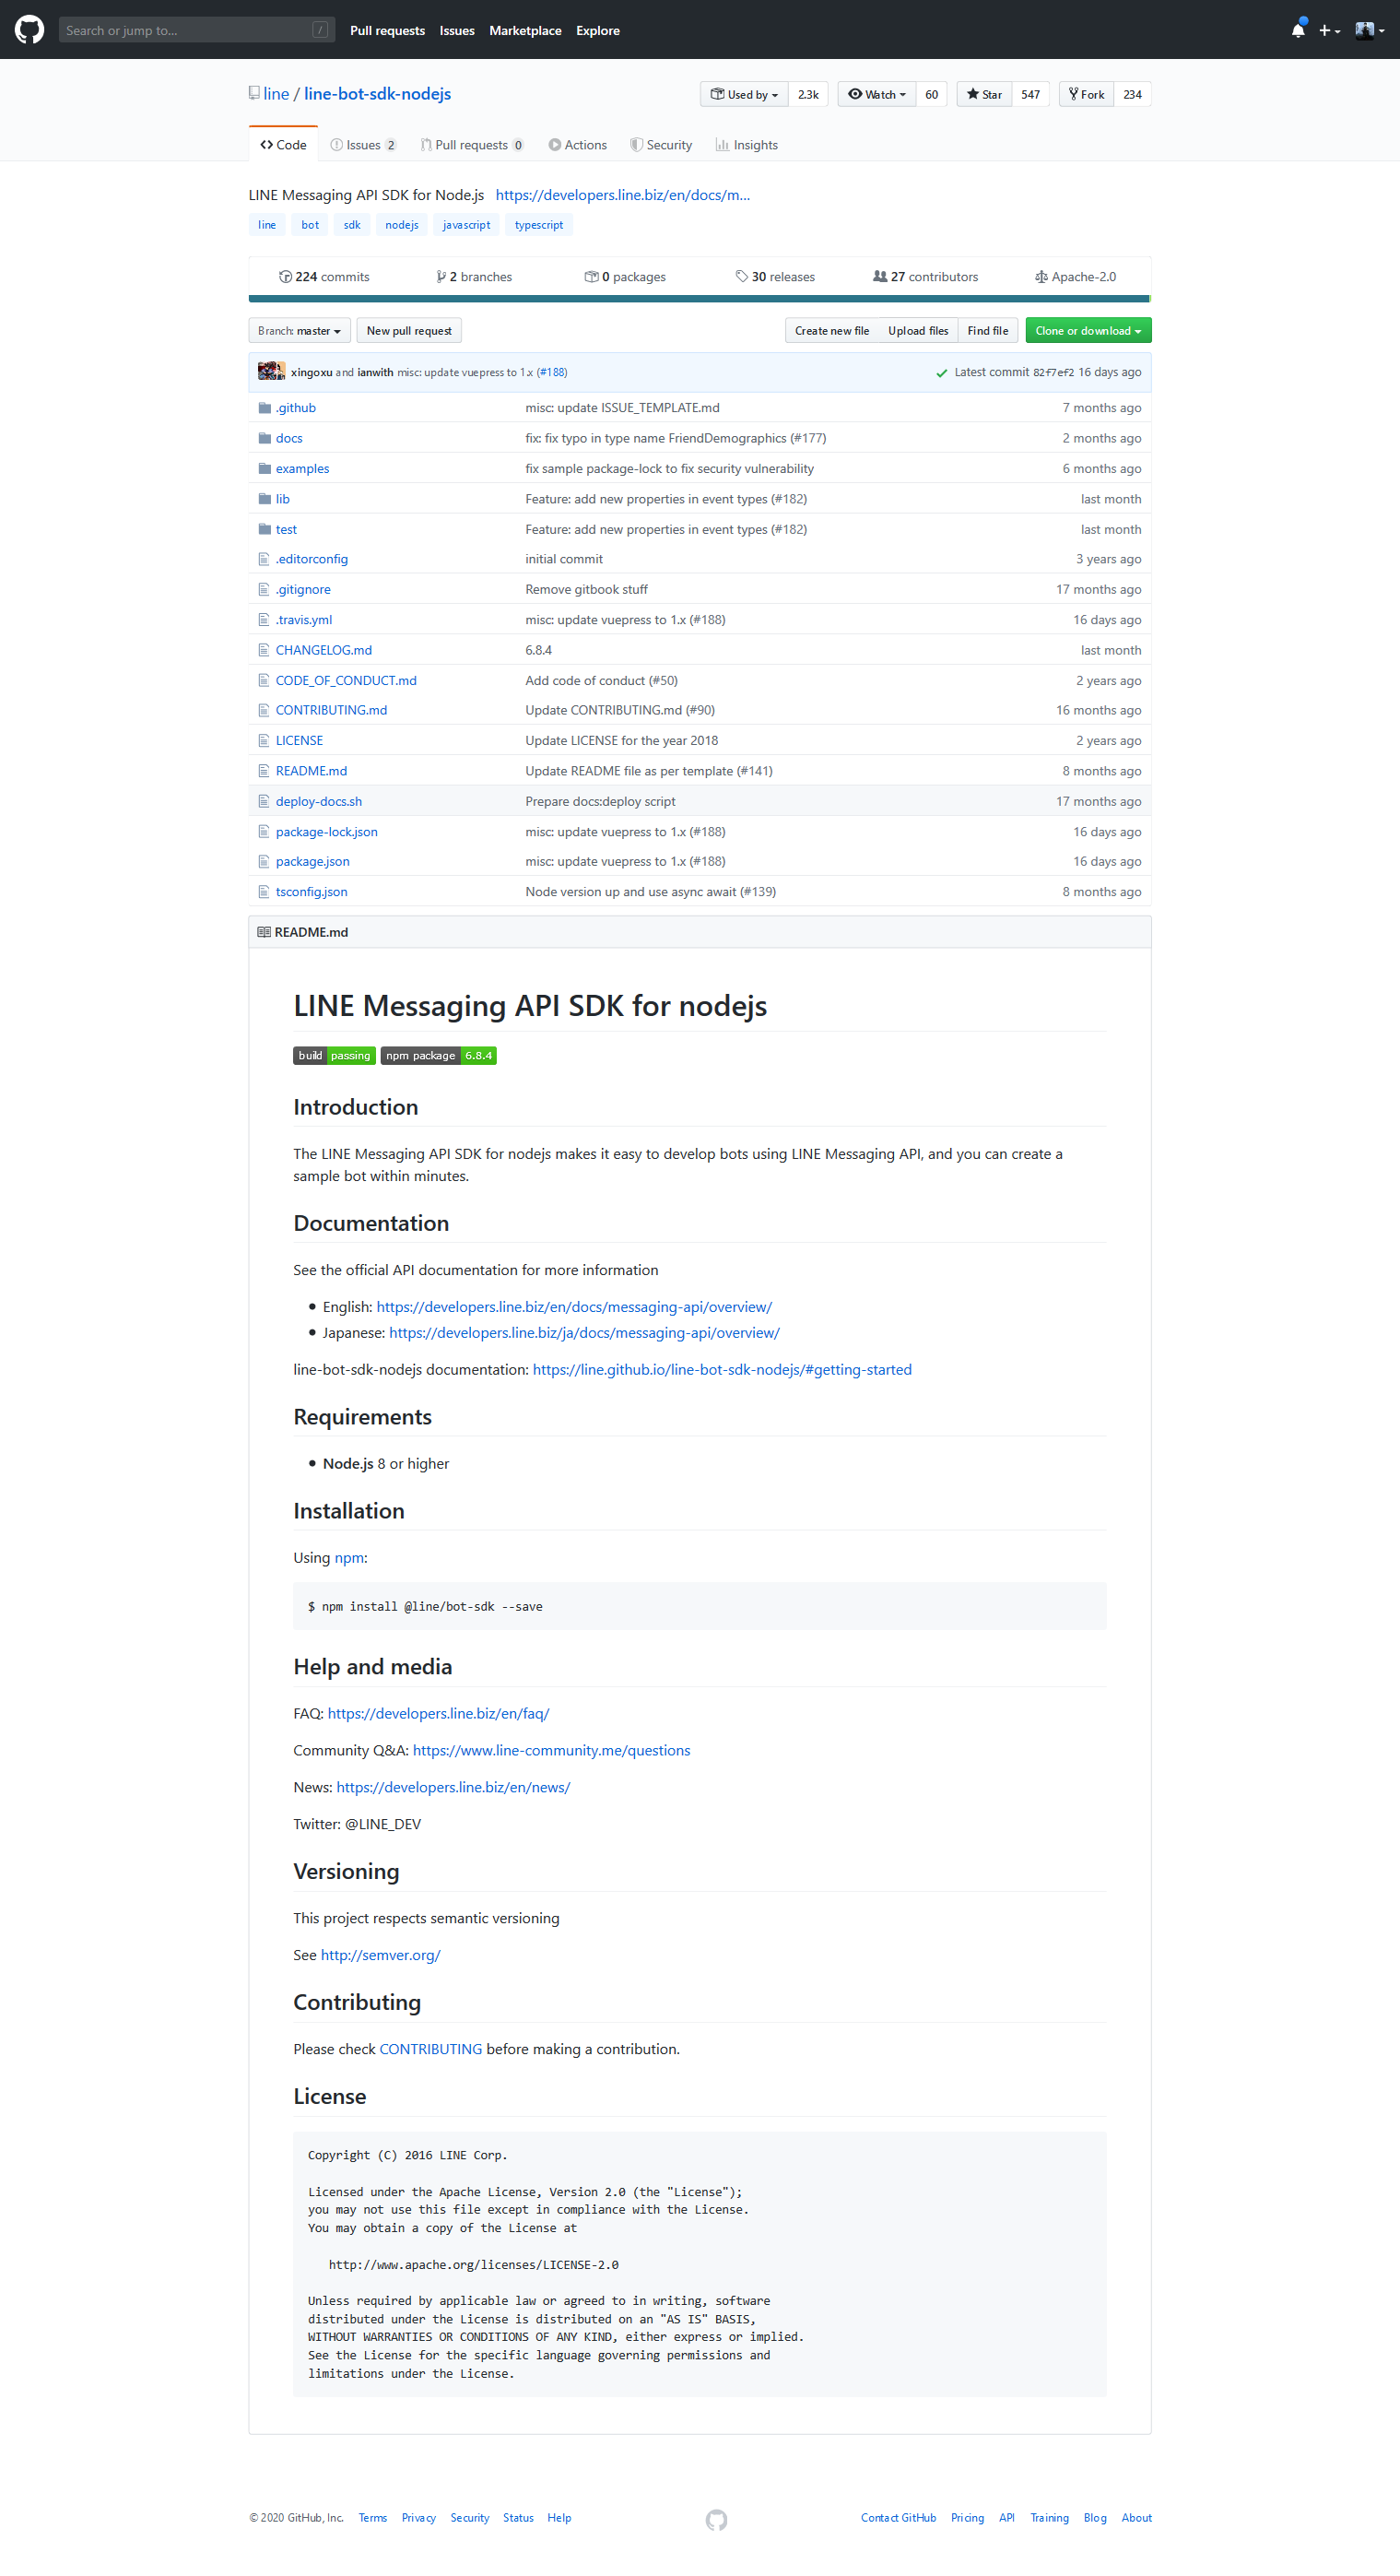 Search or jump to... /
Pull requests Issues Marketplace Explore
line / line-bot-sdk-nodejs
Used by 2.3k Watch 60 Star 547 Fork 234
Code Issues 2 Pull requests 0 Actions Security Insights
LINE Messaging API SDK for Node.js https://developers.line.biz/en/docs/m...
line bot sdk nodejs javascript typescript
224 commits 2 branches 0 packages 30 releases 27 contributors Apache-2.0
Branch: master New pull request Create new file Upload files Find file Clone or download
xingoxu and ianwith misc: update vuepress to 1.x (#188) Latest commit 82f7ef2 16 days ago
.github misc: update ISSUE_TEMPLATE.md 7 months ago
docs fix: fix typo in type name FriendDemographics (#177) 2 months ago
examples fix sample package-lock to fix security vulnerability 6 months ago
lib Feature: add new properties in event types (#182) last month
test Feature: add new properties in event types (#182) last month
.editorconfig initial commit 3 years ago
.gitignore Remove gitbook stuff 17 months ago
.travis.yml misc: update vuepress to 1.x (#188) 16 days ago
CHANGELOG.md 6.8.4 last month
CODE_OF_CONDUCT.md Add code of conduct (#50) 2 years ago
CONTRIBUTING.md Update CONTRIBUTING.md (#90) 16 months ago
LICENSE Update LICENSE for the year 2018 2 years ago
README.md Update README file as per template (#141) 8 months ago
deploy-docs.sh Prepare docs:deploy script 17 months ago
package-lock.json misc: update vuepress to 1.x (#188) 16 days ago
package.json misc: update vuepress to 1.x (#188) 16 days ago
tsconfig.json Node version up and use async await (#139) 8 months ago
README.md
LINE Messaging API SDK for nodejs
build passing npm package 6.8.4
Introduction
The LINE Messaging API SDK for nodejs makes it easy to develop bots using LINE Messaging API, and you can create a
sample bot within minutes.
Documentation
See the official API documentation for more information
• English: https://developers.line.biz/en/docs/messaging-api/overview/
• Japanese: https://developers.line.biz/ja/docs/messaging-api/overview/
line-bot-sdk-nodejs documentation: https://line.github.io/line-bot-sdk-nodejs/#getting-started
Requirements
• Node.js 8 or higher
Installation
Using npm:
$ npm install @line/bot-sdk --save
Help and media
FAQ: https://developers.line.biz/en/faq/
Community Q&A: https://www.line-community.me/questions
News: https://developers.line.biz/en/news/
Twitter: @LINE_DEV
Versioning
This project respects semantic versioning
See http://semver.org/
Contributing
Please check CONTRIBUTING before making a contribution.
License
Copyright (C) 2016 LINE Corp.
Licensed under the Apache License, Version 2.0 (the "License");
you may not use this file except in compliance with the License.
You may obtain a copy of the License at
http://www.apache.org/licenses/LICENSE-2.0
Unless required by applicable law or agreed to in writing, software
distributed under the License is distributed on an "AS IS" BASIS,
WITHOUT WARRANTIES OR CONDITIONS OF ANY KIND, either express or implied.
See the License for the specific language governing permissions and
limitations under the License.
© 2020 GitHub, Inc. Terms Privacy Security Status Help Contact GitHub Pricing API Training Blog About